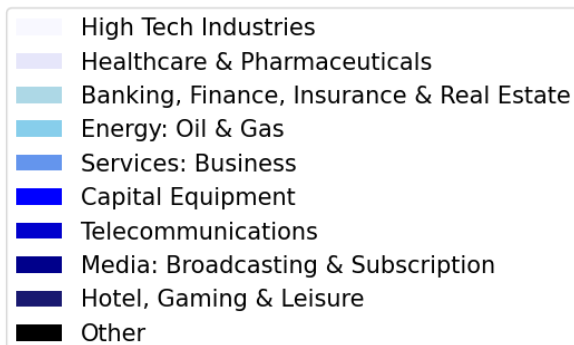 High Tech Industries
Healthcare & Pharmaceuticals
Banking, Finance, Insurance & Real Estate
Energy: Oil & Gas
Services: Business
Capital Equipment
Telecommunications
Media: Broadcasting & Subscription
Hotel, Gaming & Leisure
Other